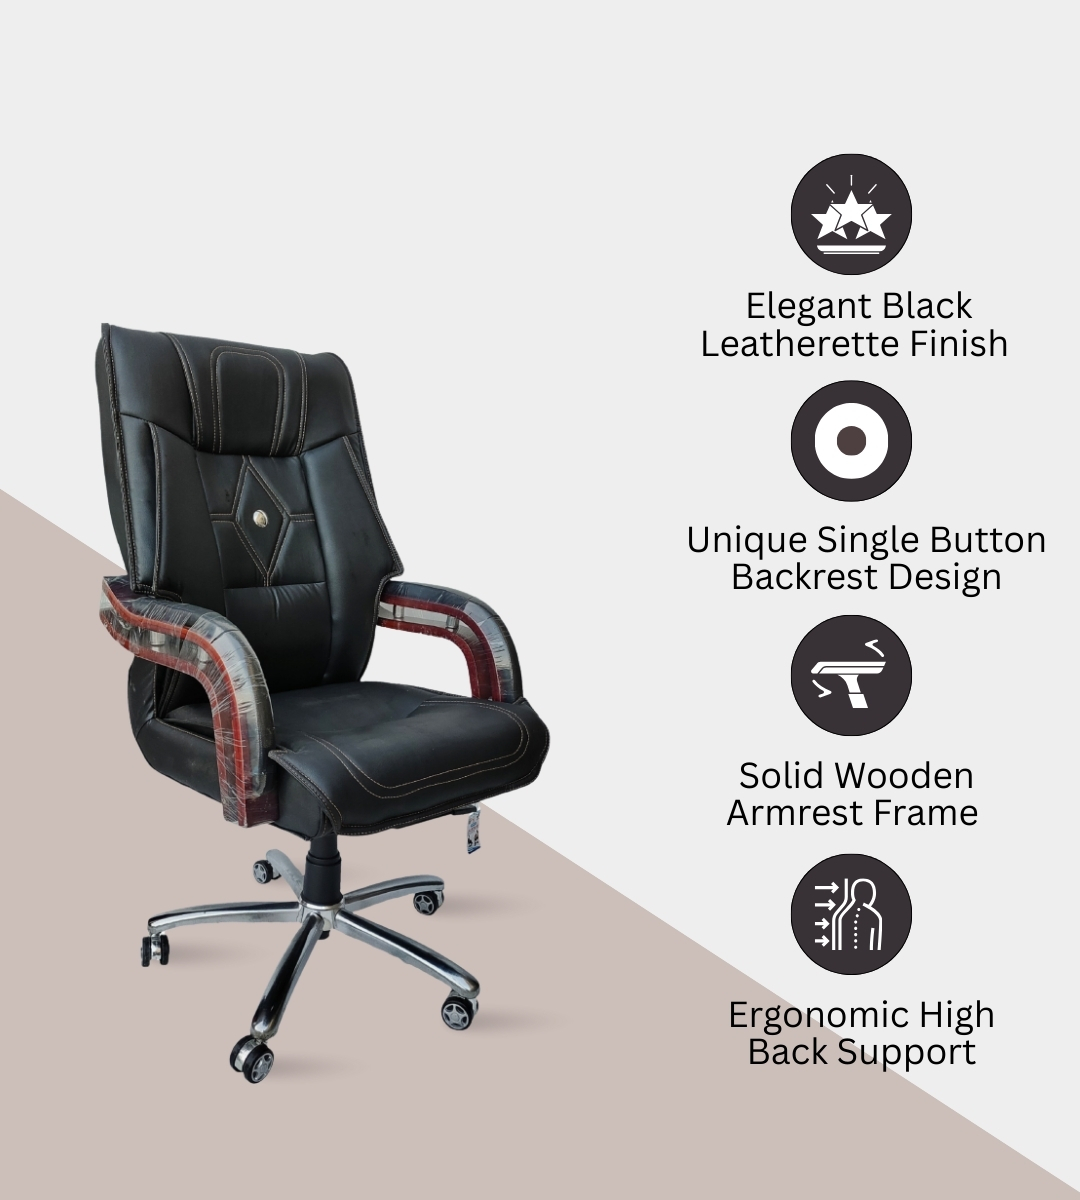 Elegant Black
Leatherette Finish
Unique Single Button
Backrest Design
Solid Wooden
Armrest Frame
Ergonomic High
Back Support